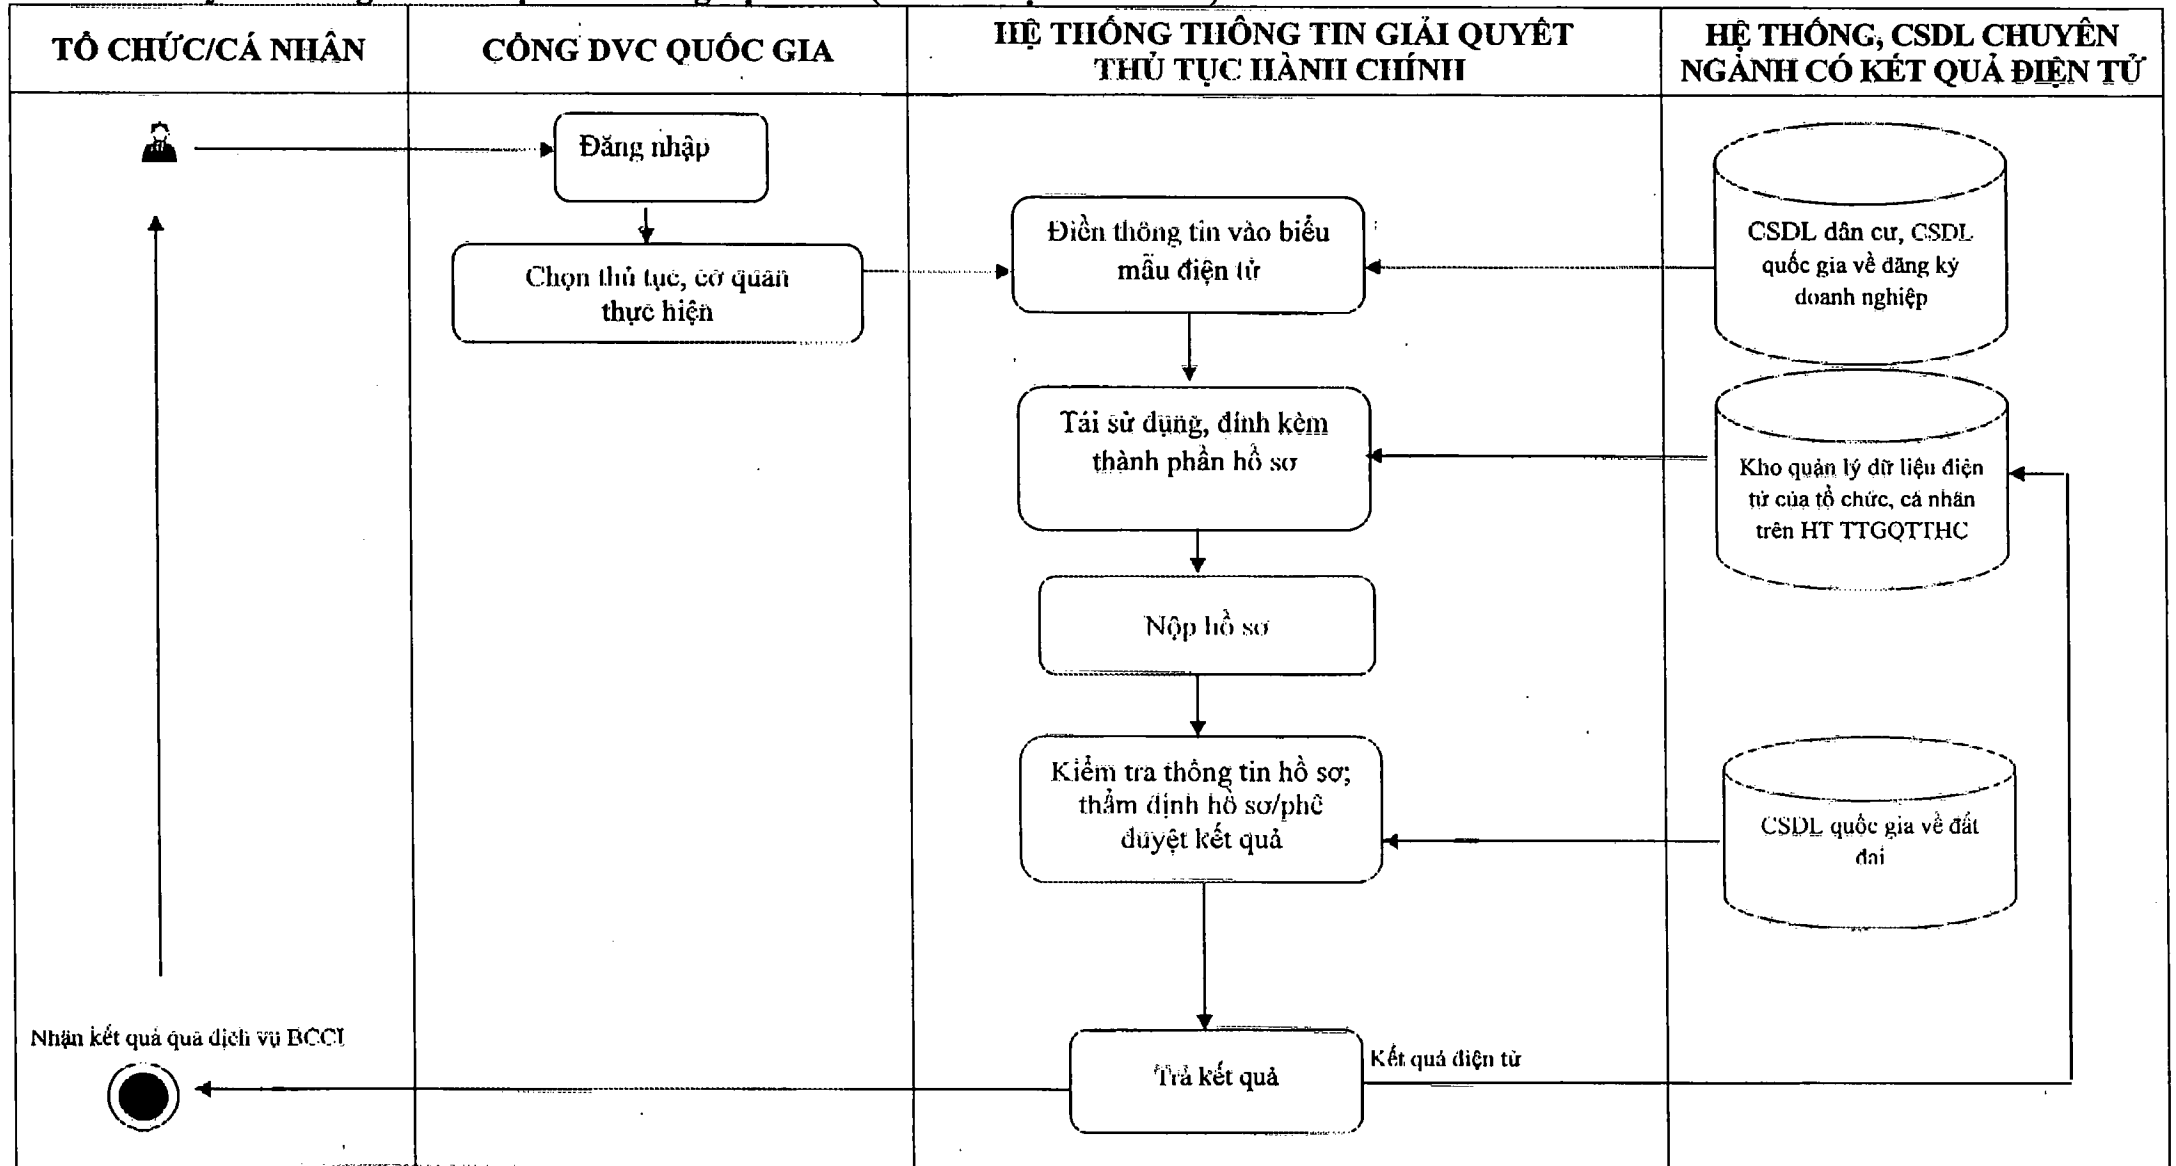 TỔ CHỨC/CÁ NHÂN
CỔNG DVC QUỐC GIA
HỆ THỐNG THÔNG TIN GIẢI QUYẾT
THỦ TỤC HÀNH CHÍNH
HỆ THỐNG, CSDL CHUYÊN
NGÀNH CÓ KẾT QUẢ ĐIỆN TỬ
Đăng nhập
Chọn thủ tục, cơ quan
thực hiện
Điền thông tin vào biểu
mẫu điện tử
CSDL dân cư, CSDL
quốc gia về đăng ký
doanh nghiệp
Tái sử dụng, đính kèm
thành phần hồ sơ
Kho quản lý dữ liệu điện
tử của tổ chức, cá nhân
trên HT TTGQTTHC
Nộp hồ sơ
Kiểm tra thông tin hồ sơ;
thẩm định hồ sơ/phê
duyệt kết quả
CSDL quốc gia về đất
đai
Nhận kết quả qua dịch vụ BCCI
Trả kết quả
Kết quả điện tử